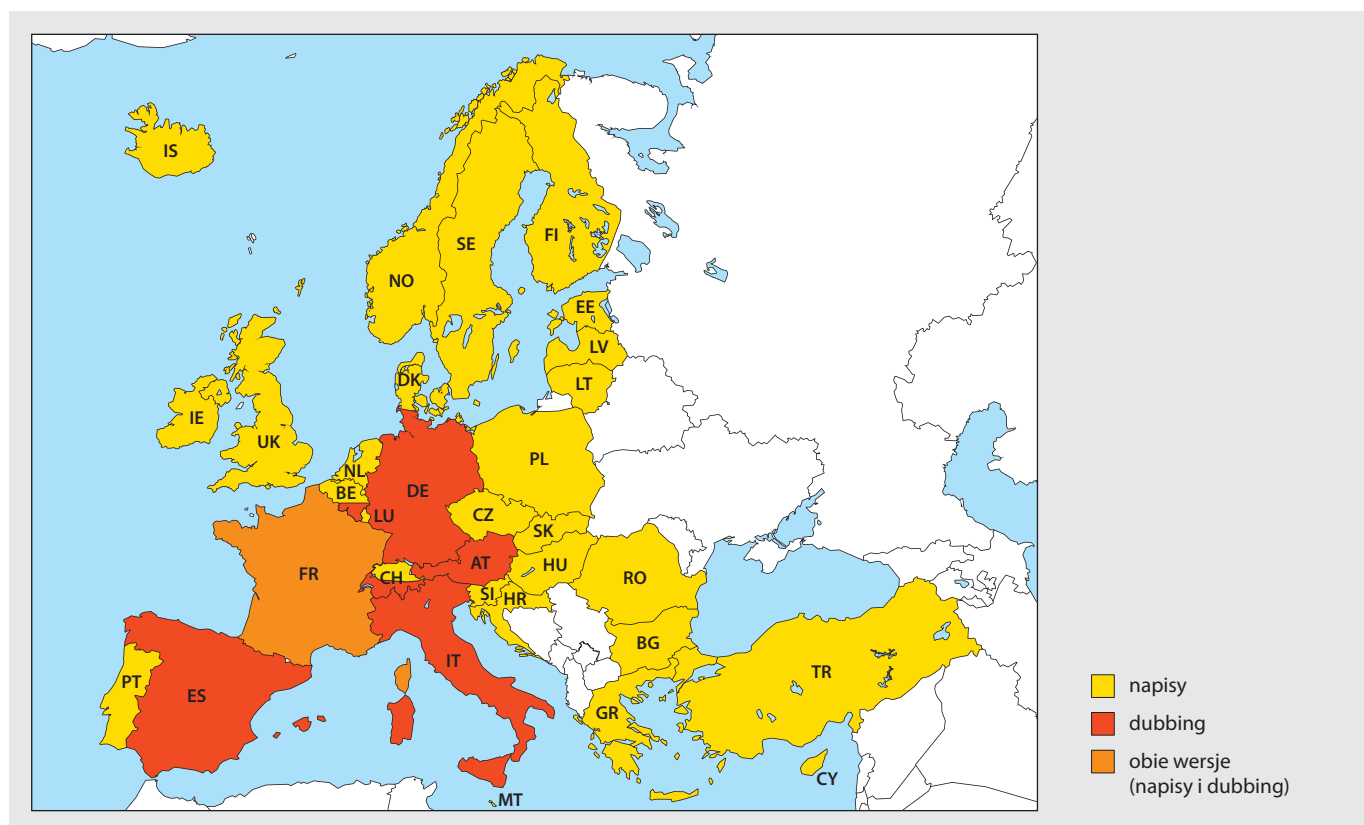 IS
NO
SE
FI
EE
LV
LT
DK
IE
UK
NL
BE
LU
DE
PL
CZ
SK
AT
HU
CH
FR
SI
HR
RO
BG
IT
PT
ES
GR
TR
CY
MT
napisy
dubbing
obie wersje
(napisy i dubbing)